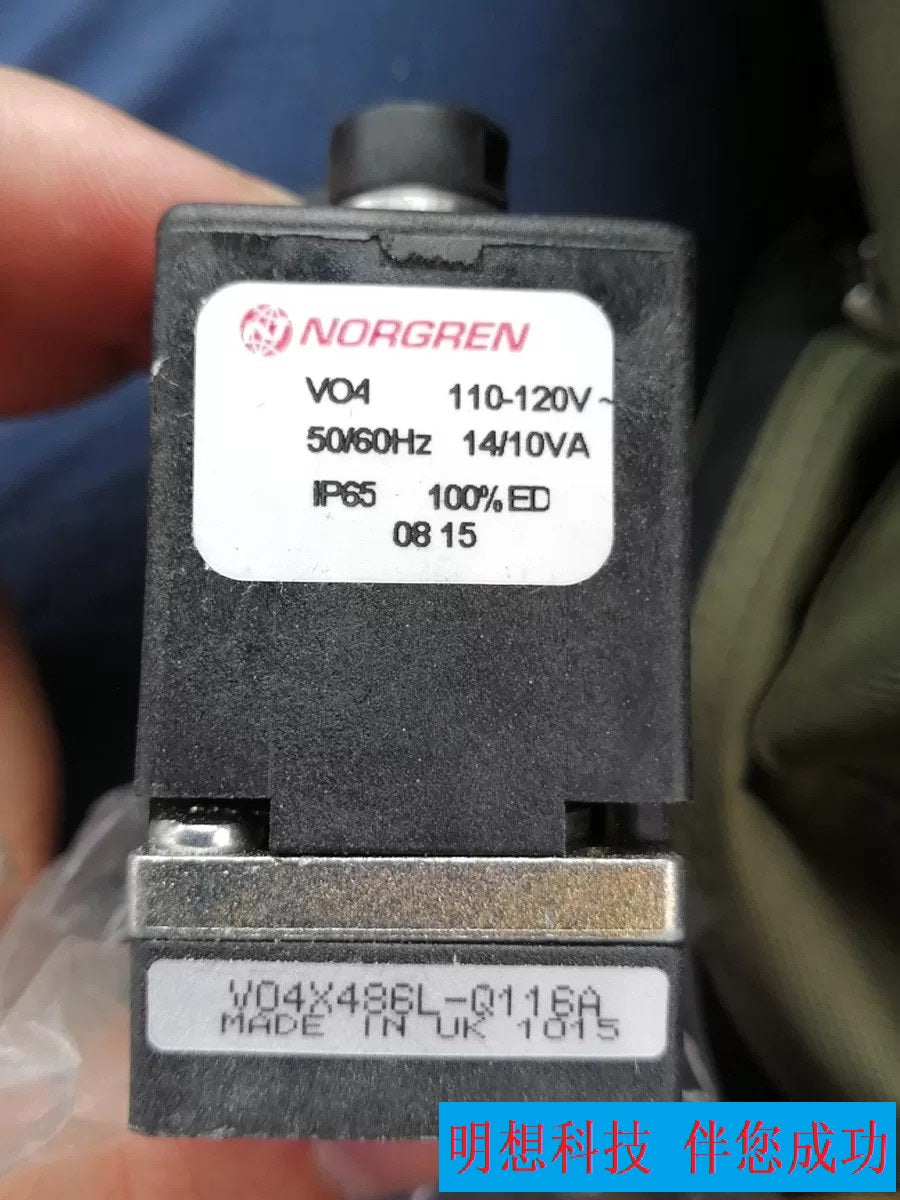 NORGREN
VO4 110-120V~
50/60Hz 14/10VA
IP65 100% ED
08 15
V04X486L-Q116A
MADE IN UK 1015
明想科技 伴您成功